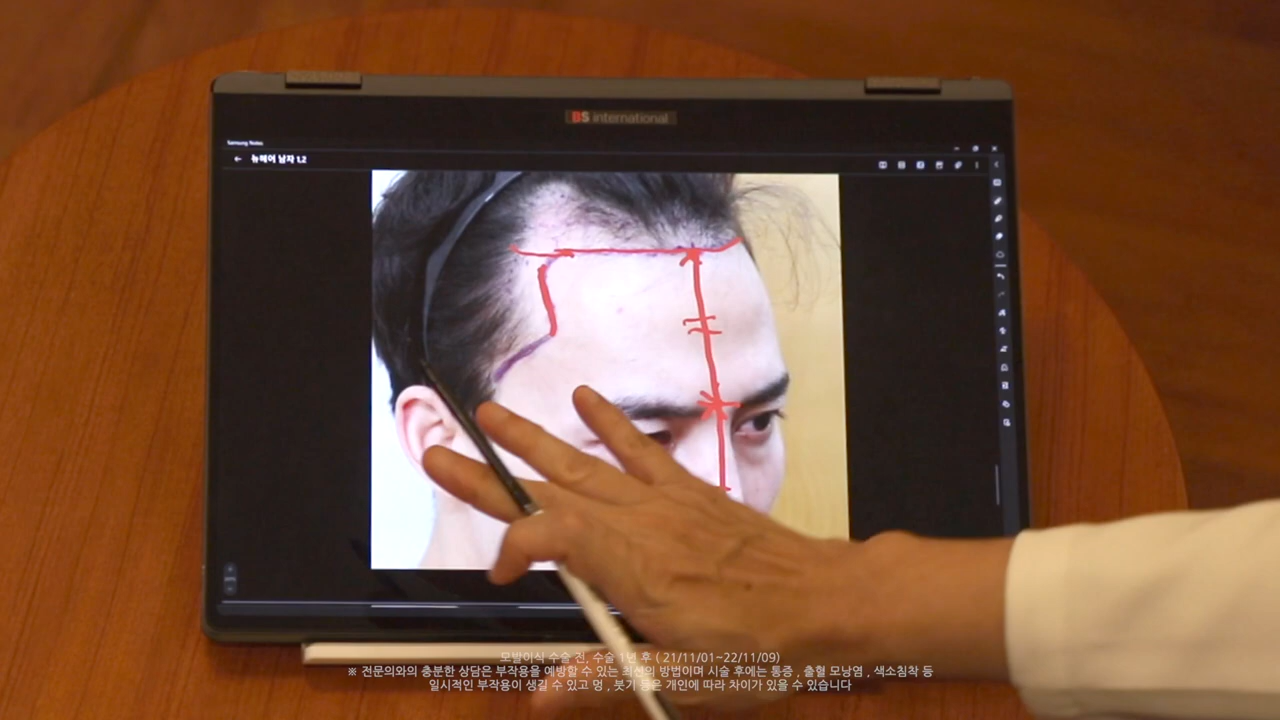 BS international
Samsung Notes
뉴헤어 남자 1,2
모발이식 수술 전, 수술 1년 후 ( 21/11/01~22/11/09)
※ 전문의와의 충분한 상담은 부작용을 예방할 수 있는 최선의 방법이며 시술 후에는 통증 , 출혈 모낭염 , 색소침착 등
일시적인 부작용이 생길 수 있고 멍 , 붓기 등은 개인에 따라 차이가 있을 수 있습니다